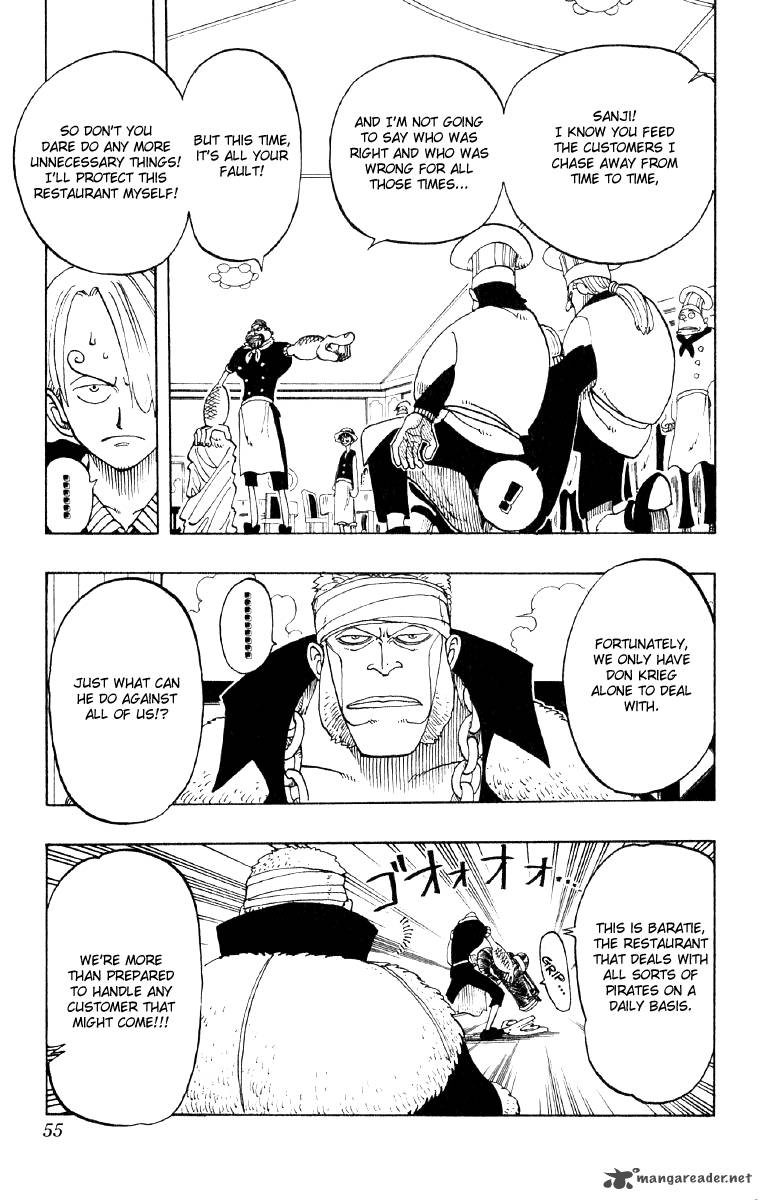 SANJI!
I KNOW YOU FEED
THE CUSTOMERS I
CHASE AWAY FROM
TIME TO TIME,
AND I'M NOT GOING
TO SAY WHO WAS
RIGHT AND WHO WAS
WRONG FOR ALL
THOSE TIMES...
BUT THIS TIME,
IT'S ALL YOUR
FAULT!
SO DON'T YOU
DARE DO ANY MORE
UNNECESSARY THINGS!
I'LL PROTECT THIS
RESTAURANT MYSELF!
!
FORTUNATELY,
WE ONLY HAVE
DON KRIEG
ALONE TO DEAL
WITH.
JUST WHAT CAN
HE DO AGAINST
ALL OF US!?
THIS IS BARATIE,
THE RESTAURANT
THAT DEALS WITH
ALL SORTS OF
PIRATES ON A
DAILY BASIS.
GRIP...
ゴオォオォ...
WE'RE MORE
THAN PREPARED
TO HANDLE ANY
CUSTOMER THAT
MIGHT COME!!!
55
mangareader.net